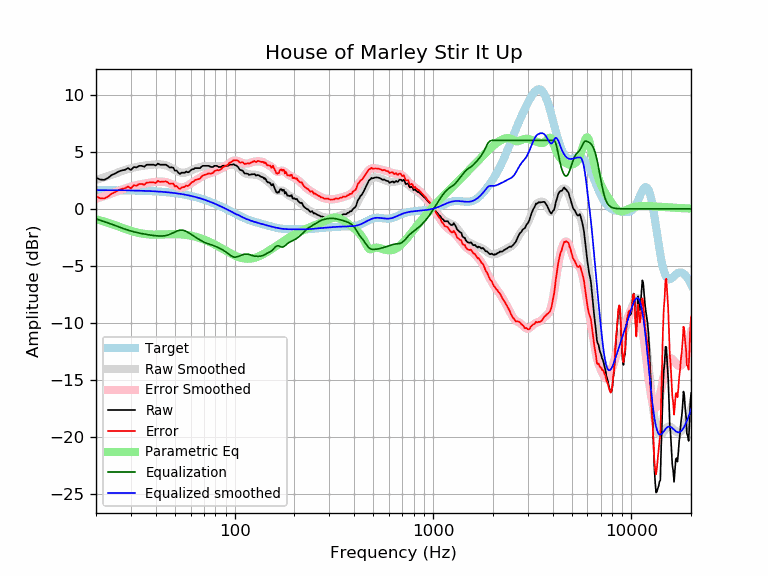 House of Marley Stir It Up
10
5
0
−5
−10
−15
−20
−25
Amplitude (dBr)
Target
Raw Smoothed
Error Smoothed
Raw
Error
Parametric Eq
Equalization
Equalized smoothed
100 1000 10000
Frequency (Hz)